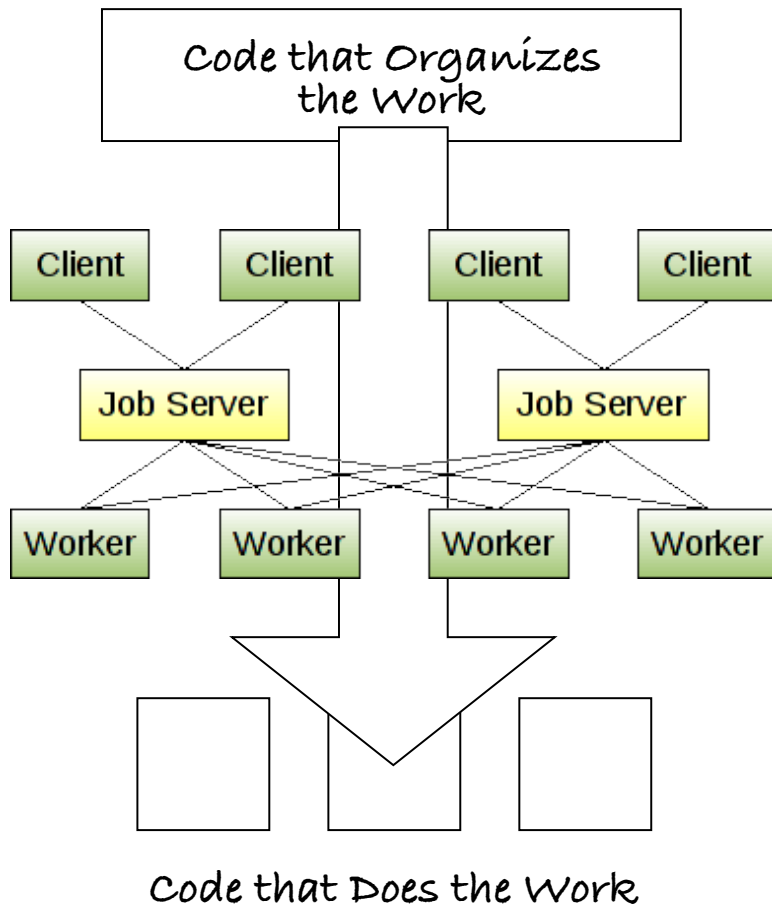 Code that Organizes
the Work
Client Client Client Client
Job Server Job Server
Worker Worker Worker Worker
Code that Does the Work